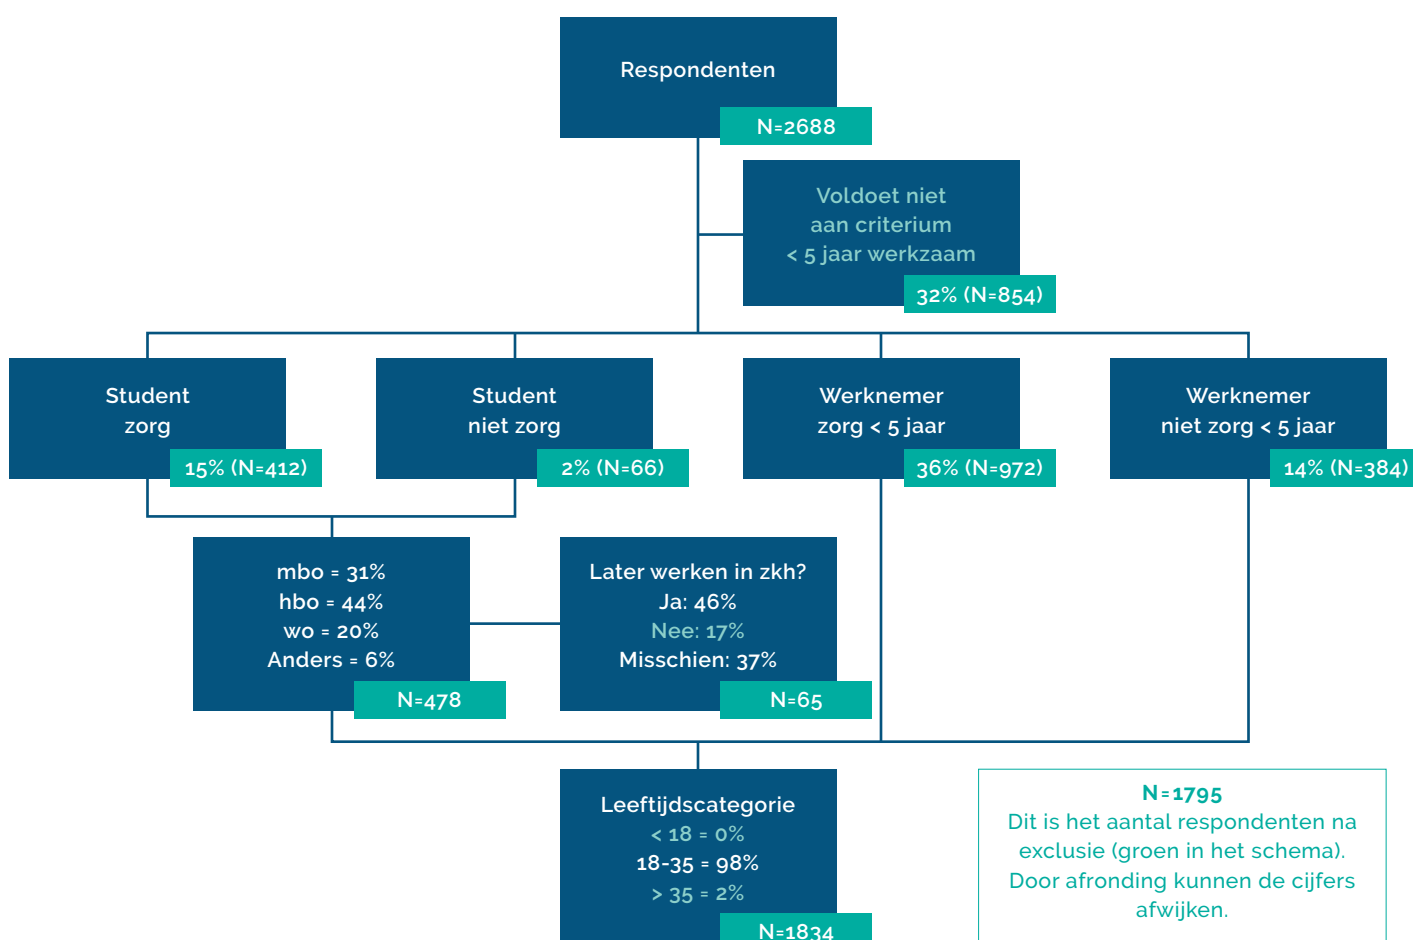 Respondenten
N=2688
Voldoet niet
aan criterium
< 5 jaar werkzaam
32% (N=854)
Student
zorg
15% (N=412)
Student
niet zorg
2% (N=66)
Werknemer
zorg < 5 jaar
36% (N=972)
Werknemer
niet zorg < 5 jaar
14% (N=384)
mbo = 31%
hbo = 44%
wo = 20%
Anders = 6%
N=478
Later werken in zkh?
Ja: 46%
Nee: 17%
Misschien: 37%
N=65
Leeftijdscategorie
< 18 = 0%
18-35 = 98%
> 35 = 2%
N=1834
N=1795
Dit is het aantal respondenten na
exclusie (groen in het schema).
Door afronding kunnen de cijfers
afwijken.